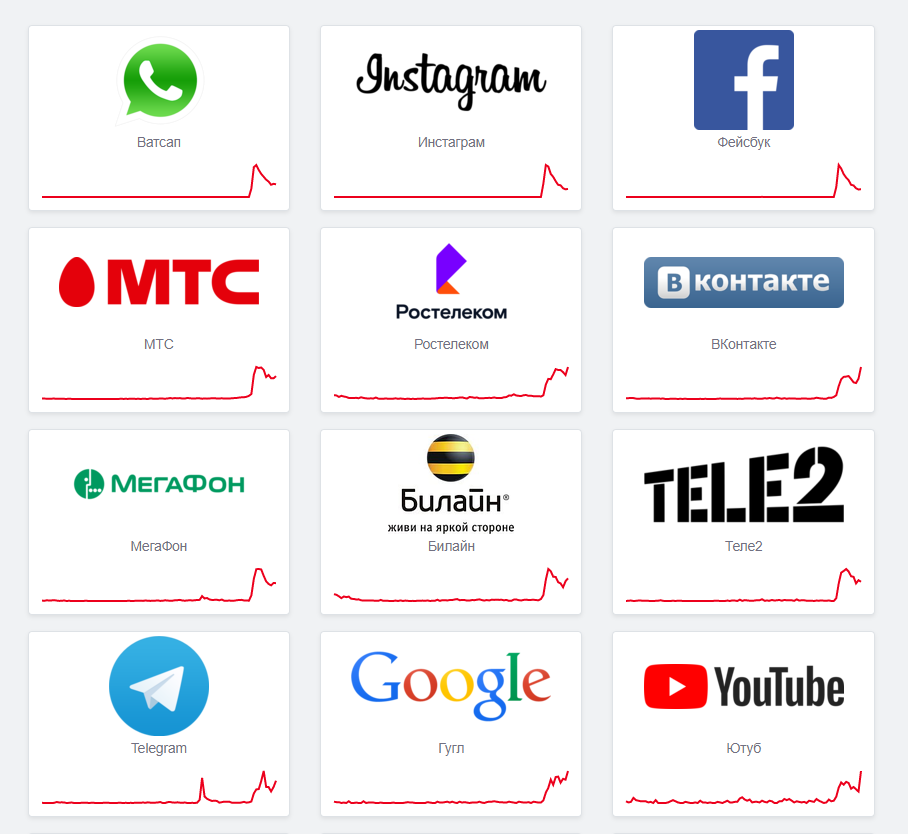 Instagram
Ватсап
Инстаграм
Фейсбук
МТС
Ростелеком
В контакте
МТС
Ростелеком
ВКонтакте
МЕГАФОН
Билайн®
живи на яркой стороне
TELE2
МегаФон
Билайн
Теле2
Google
YouTube
Telegram
Гугл
Ютуб